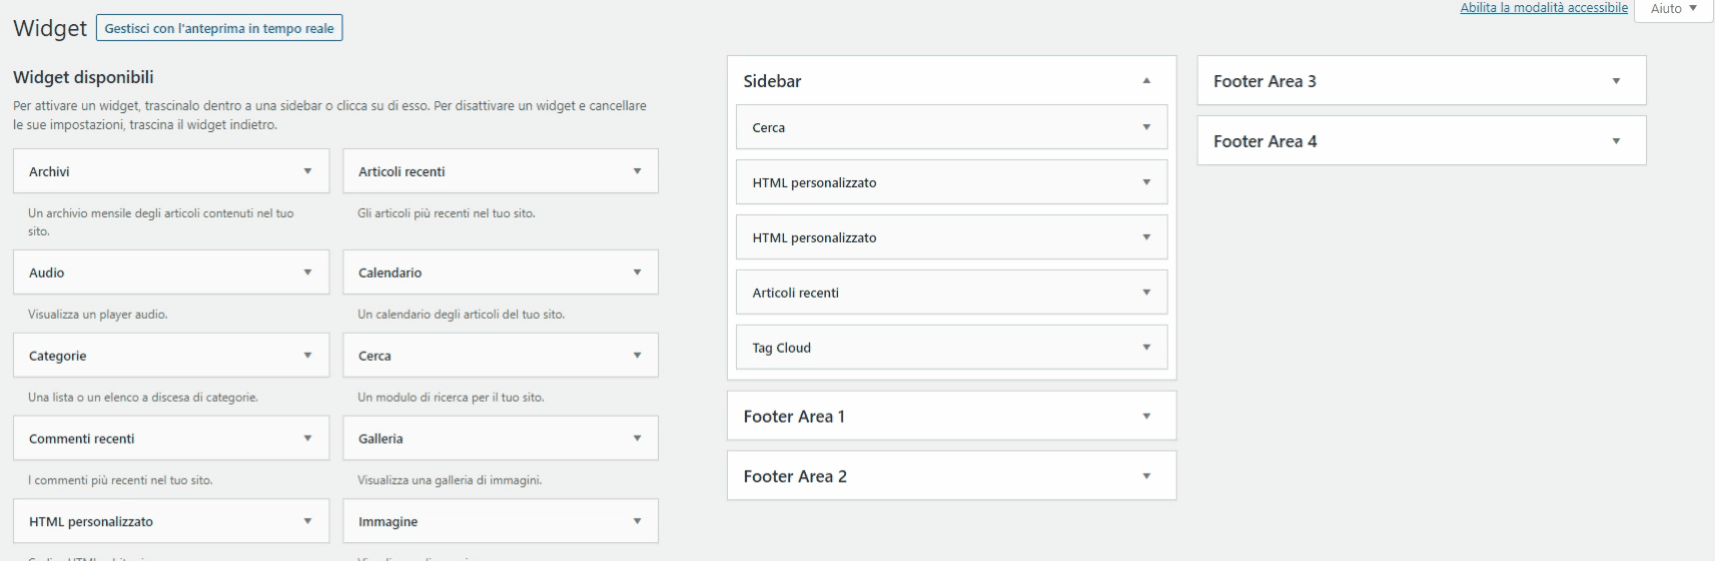 Abilita la modalità accessibile
Aiuto
Widget
Gestisci con l'anteprima in tempo reale
Widget disponibili
Per attivare un widget, trascinalo dentro a una sidebar o clicca su di esso. Per disattivare un widget e cancellare
le sue impostazioni, trascina il widget indietro.
Archivi
Un archivio mensile degli articoli contenuti nel tuo
sito.
Articoli recenti
Gli articoli più recenti nel tuo sito.
Audio
Visualizza un player audio.
Calendario
Un calendario degli articoli del tuo sito.
Categorie
Una lista o un elenco a discesa di categorie.
Cerca
Un modulo di ricerca per il tuo sito.
Commenti recenti
I commenti più recenti nel tuo sito.
Galleria
Visualizza una galleria di immagini.
HTML personalizzato
Immagine
Sidebar
Cerca
HTML personalizzato
HTML personalizzato
Articoli recenti
Tag Cloud
Footer Area 1
Footer Area 2
Footer Area 3
Footer Area 4